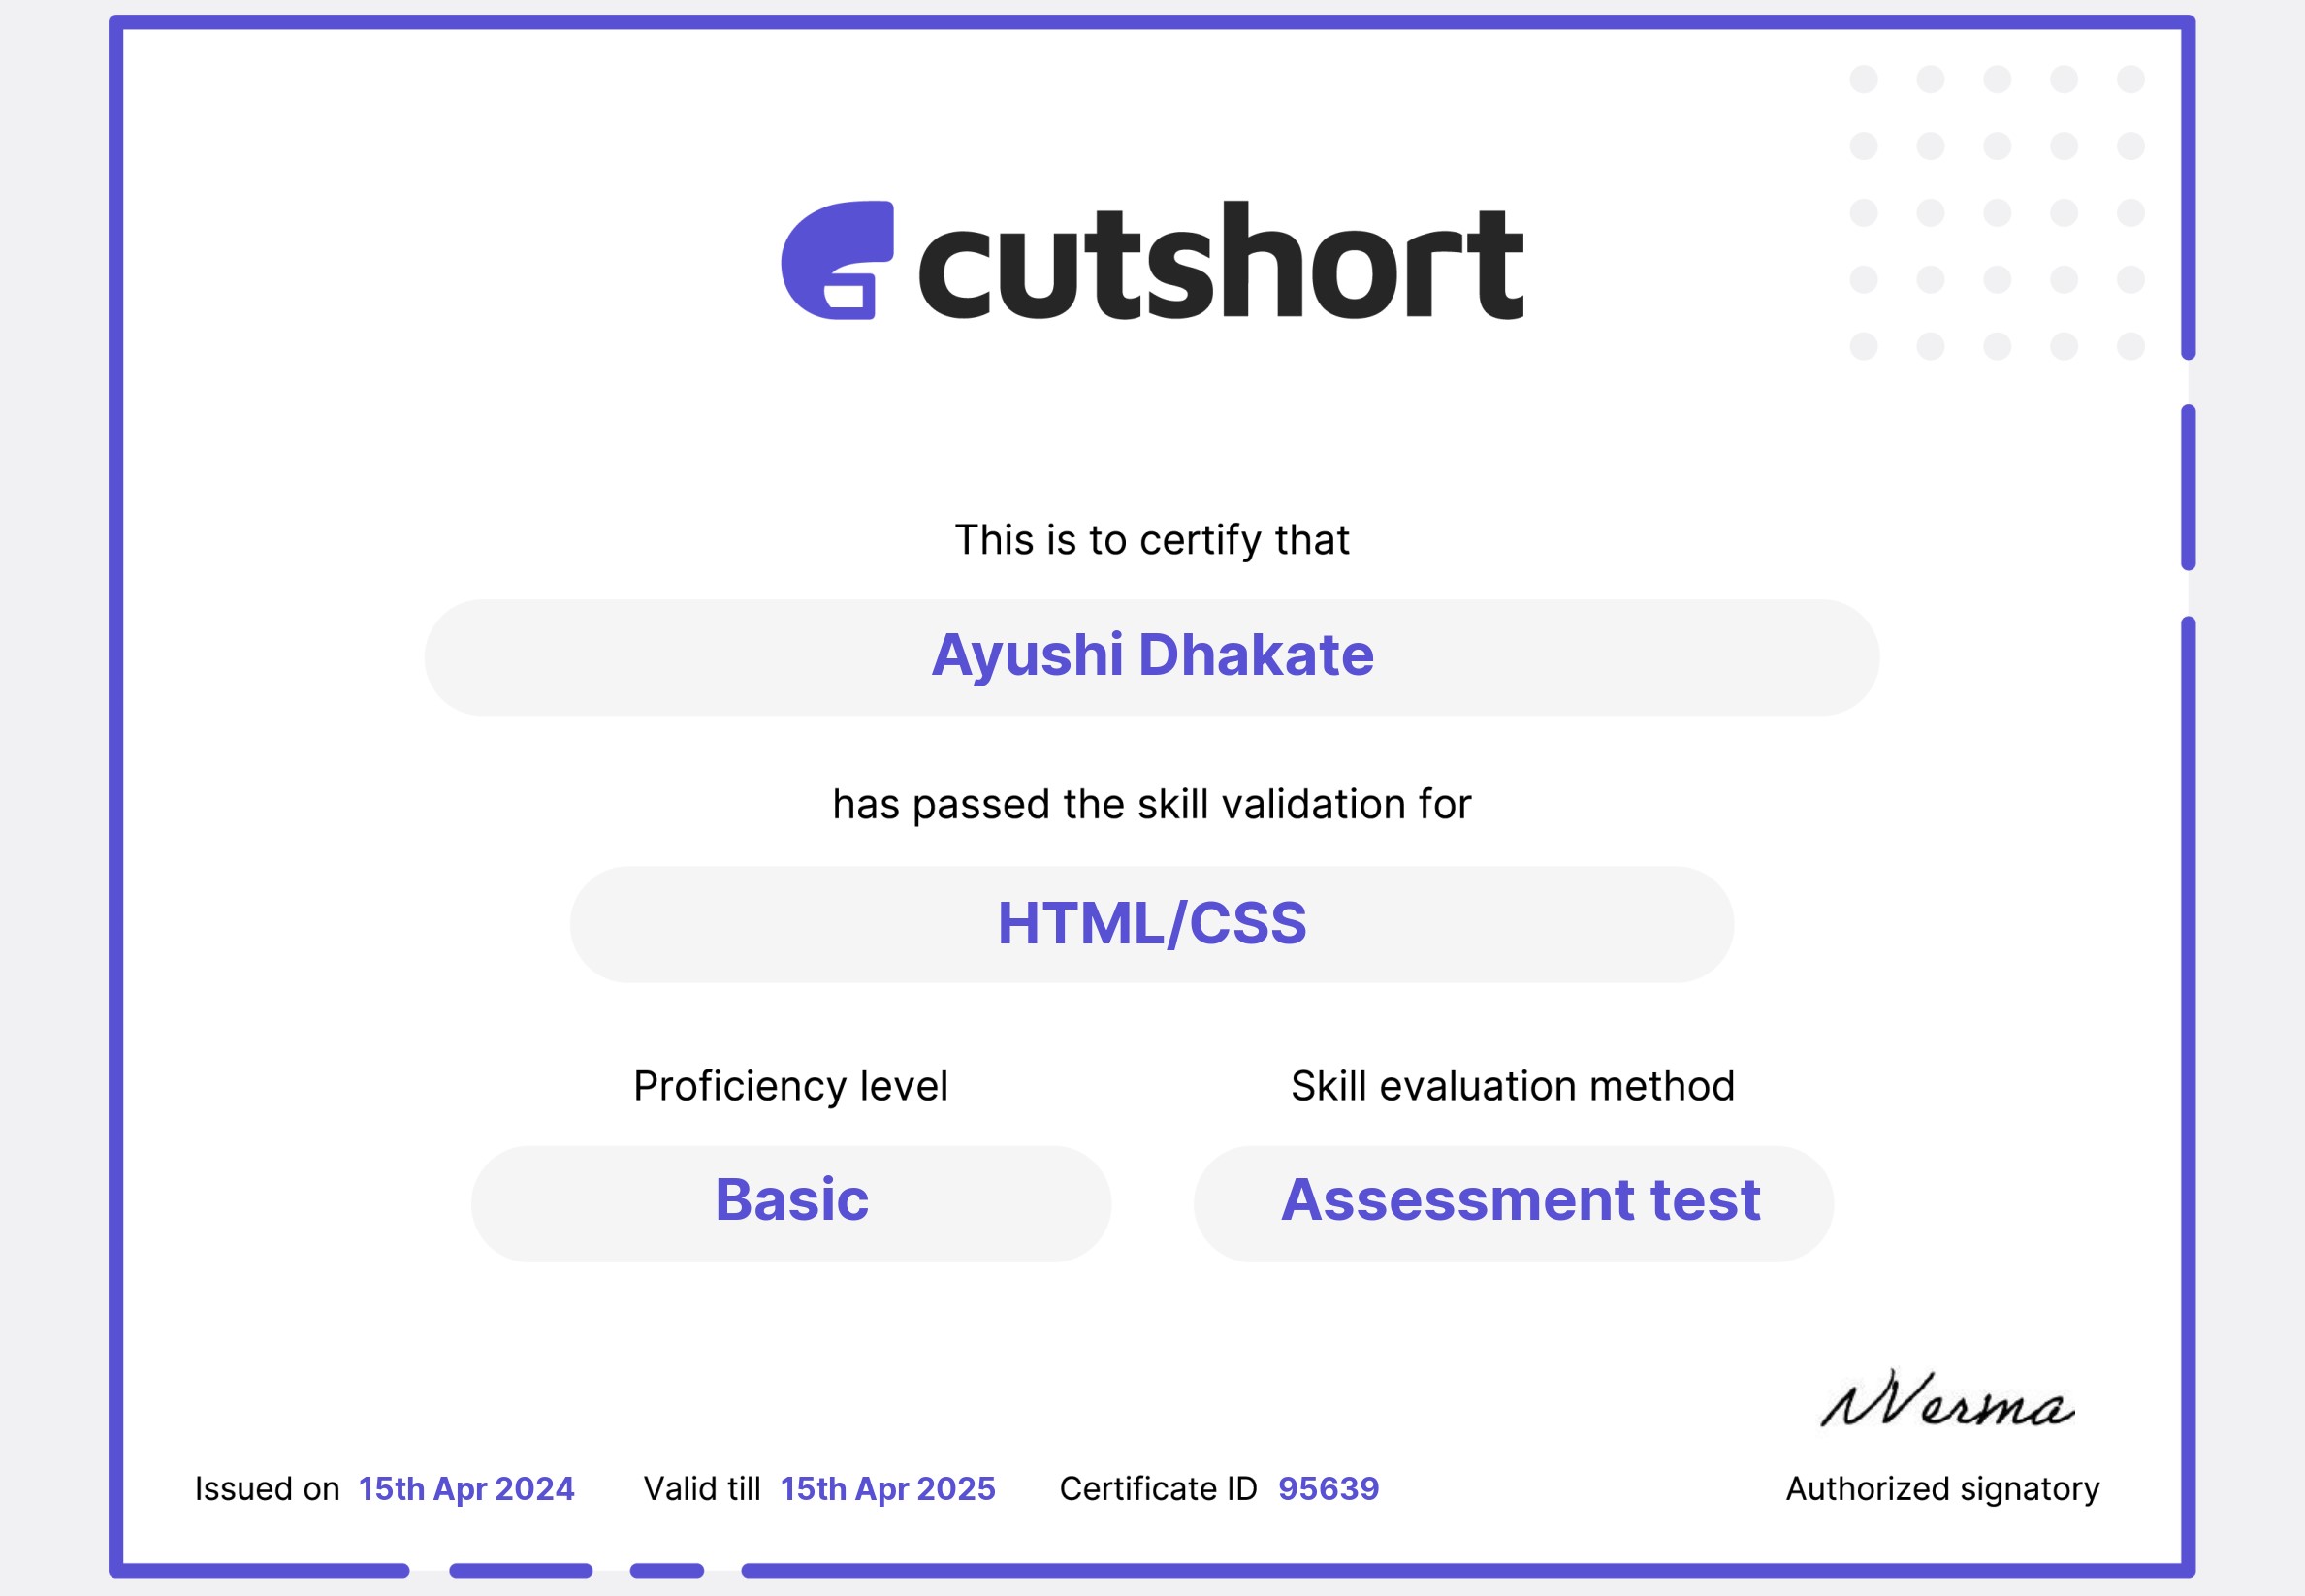 cutshort
This is to certify that
Ayushi Dhakate
has passed the skill validation for
HTML/CSS
Proficiency level
Skill evaluation method
Basic
Assessment test
NVerma
Issued on 15th Apr 2024 Valid till 15th Apr 2025 Certificate ID 95639
Authorized signatory